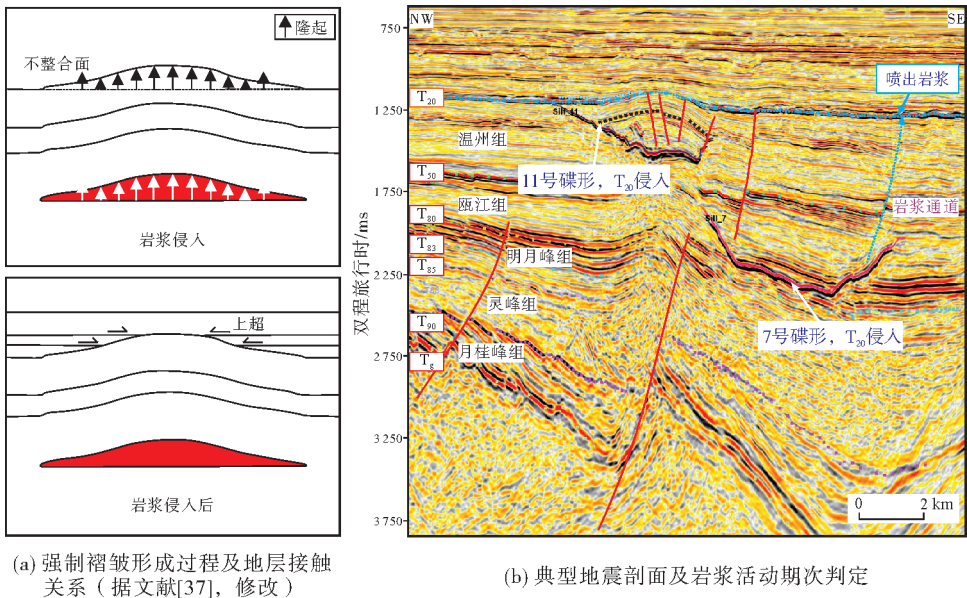 隆起
不整合面
岩浆侵入
上超
岩浆侵入后
(a) 强制褶皱形成过程及地层接触
关系（据文献[37]，修改）
NW
SE
750
1 250
1 750
2 250
2 750
3 250
3 750
双程旅行时/ms
T20
T50
T80
T83
T85
T90
Tg
温州组
瓯江组
明月峰组
灵峰组
月桂峰组
Sill_11
11号碟形，T20侵入
Sill_7
7号碟形，T20侵入
喷出岩浆
岩浆通道
0
2 km
(b) 典型地震剖面及岩浆活动期次判定